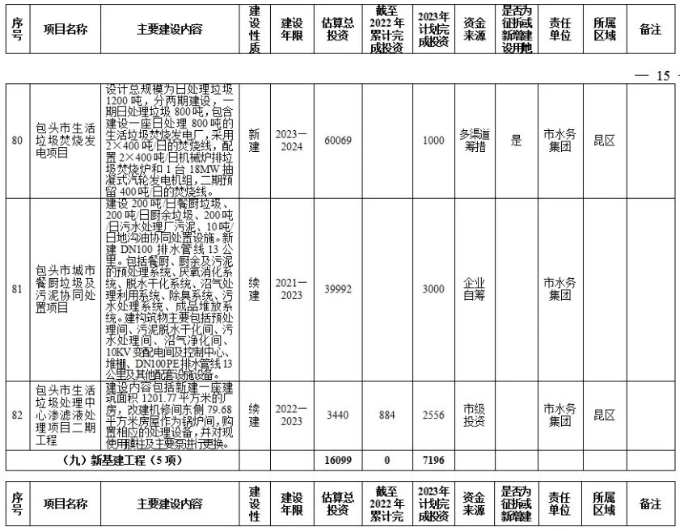 序号 项目名称 主要建设内容 建设性质 建设年限 估算总投资 截至2022年累计完成投资 2023年计划完成投资 资金来源 是否为征拆或新增建设用地 责任单位 所属区域 备注
— 15
80 包头市生活垃圾焚烧发电项目
设计总规模为日处理垃圾
1200吨，分两期建设，一
期日处理垃圾800吨，包含
建设一座日处理 800吨的
生活垃圾焚烧发电厂，采用
2×400吨/日的焚烧线，配
置 2×400吨/日机械炉排垃
圾焚烧炉和 1 台 18MW 抽
凝式汽轮发电机组，二期预
留 400吨/日的焚烧线。
新建 2023—2024 60069 1000 多渠道筹措 是 市水务集团 昆区
81 包头市城市餐厨垃圾及污泥协同处置项目
建设 200吨/日餐厨垃圾、
200吨/日厨余垃圾、200吨
/日污水处理厂污泥、10吨/
日地沟油协同处置设施。新
建 DN100 排水管线 13 公
里。包括餐厨、厨余及污泥
的预处理系统、厌氧消化系
统、脱水干化系统、沼气处
理利用系统、除臭系统、污
水处理系统、成品堆放系
统。建构筑物主要包括预处
理间、污泥脱水干化间、污
水处理间、沼气净化间、
10KV变配电间及控制中心、
堆棚、DN100PE排水管线13
公里及其他配套设施设备。
续建 2021—2023 39992 3000 企业自筹 市水务集团
82 包头市生活垃圾处理中心渗滤液处理项目二期工程
建设内容包括新建一座建
筑面积 1201.77平方米的厂
房，改建机修间东侧 79.68
平方米房屋作为锅炉间，购
置相应的处理设备，并对现
使用膜柱及主要泵进行更换。
续建 2022—2023 3440 884 2556 市级投资 市水务集团 昆区
（九）新基建工程（5 项） 16099 0 7196
序号 项目名称 主要建设内容 建设性 建设年限 估算总投资 截至2022年累计完 2023年计划完成投资 资金来源 是否为征拆或新增建 责任单位 所属区域 备注